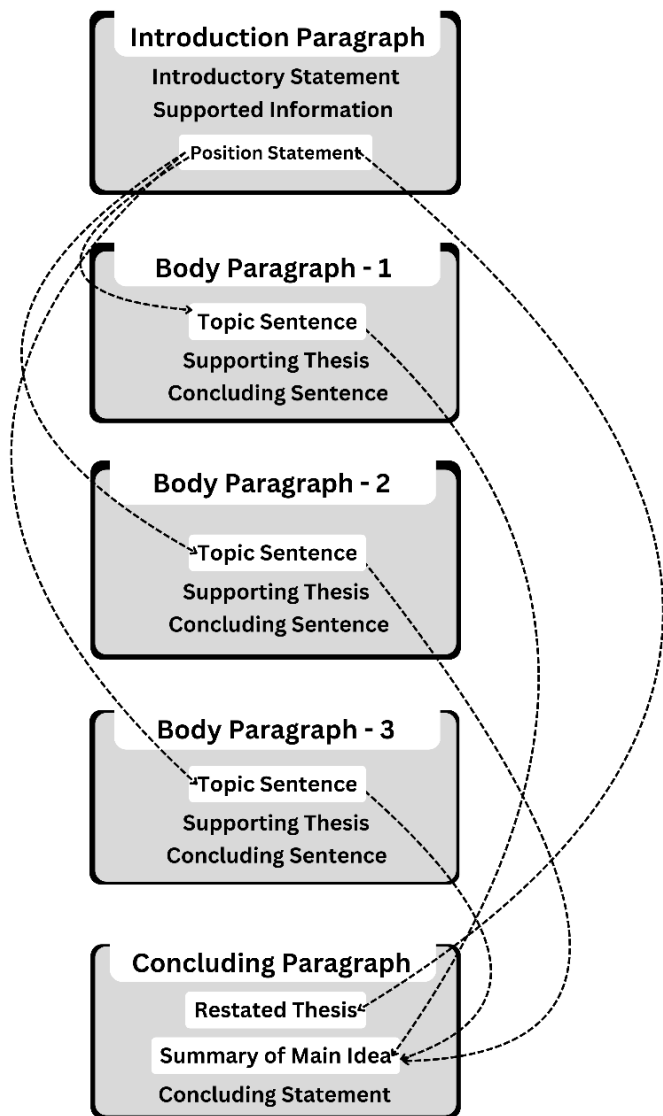 Introduction Paragraph
Introductory Statement
Supported Information
Position Statement
Body Paragraph - 1
Topic Sentence
Supporting Thesis
Concluding Sentence
Body Paragraph - 2
Topic Sentence
Supporting Thesis
Concluding Sentence
Body Paragraph - 3
Topic Sentence
Supporting Thesis
Concluding Sentence
Concluding Paragraph
Restated Thesis
Summary of Main Idea
Concluding Statement